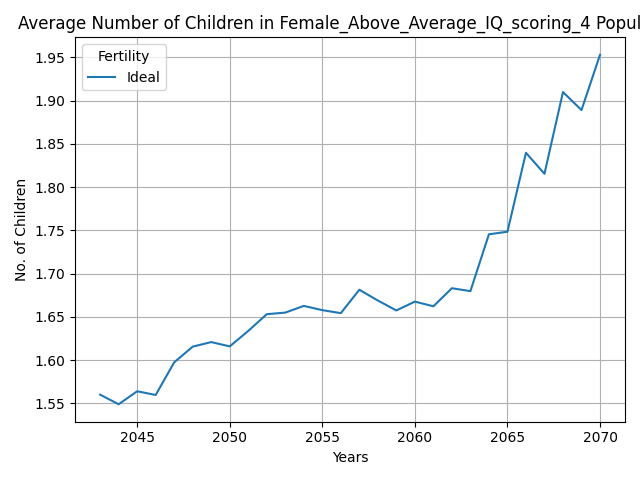 Average Number of Children in Female_Above_Average_IQ_scoring_4 Popul
Fertility
Ideal
No. of Children
1.95
1.90
1.85
1.80
1.75
1.70
1.65
1.60
1.55
2045 2050 2055 2060 2065 2070
Years